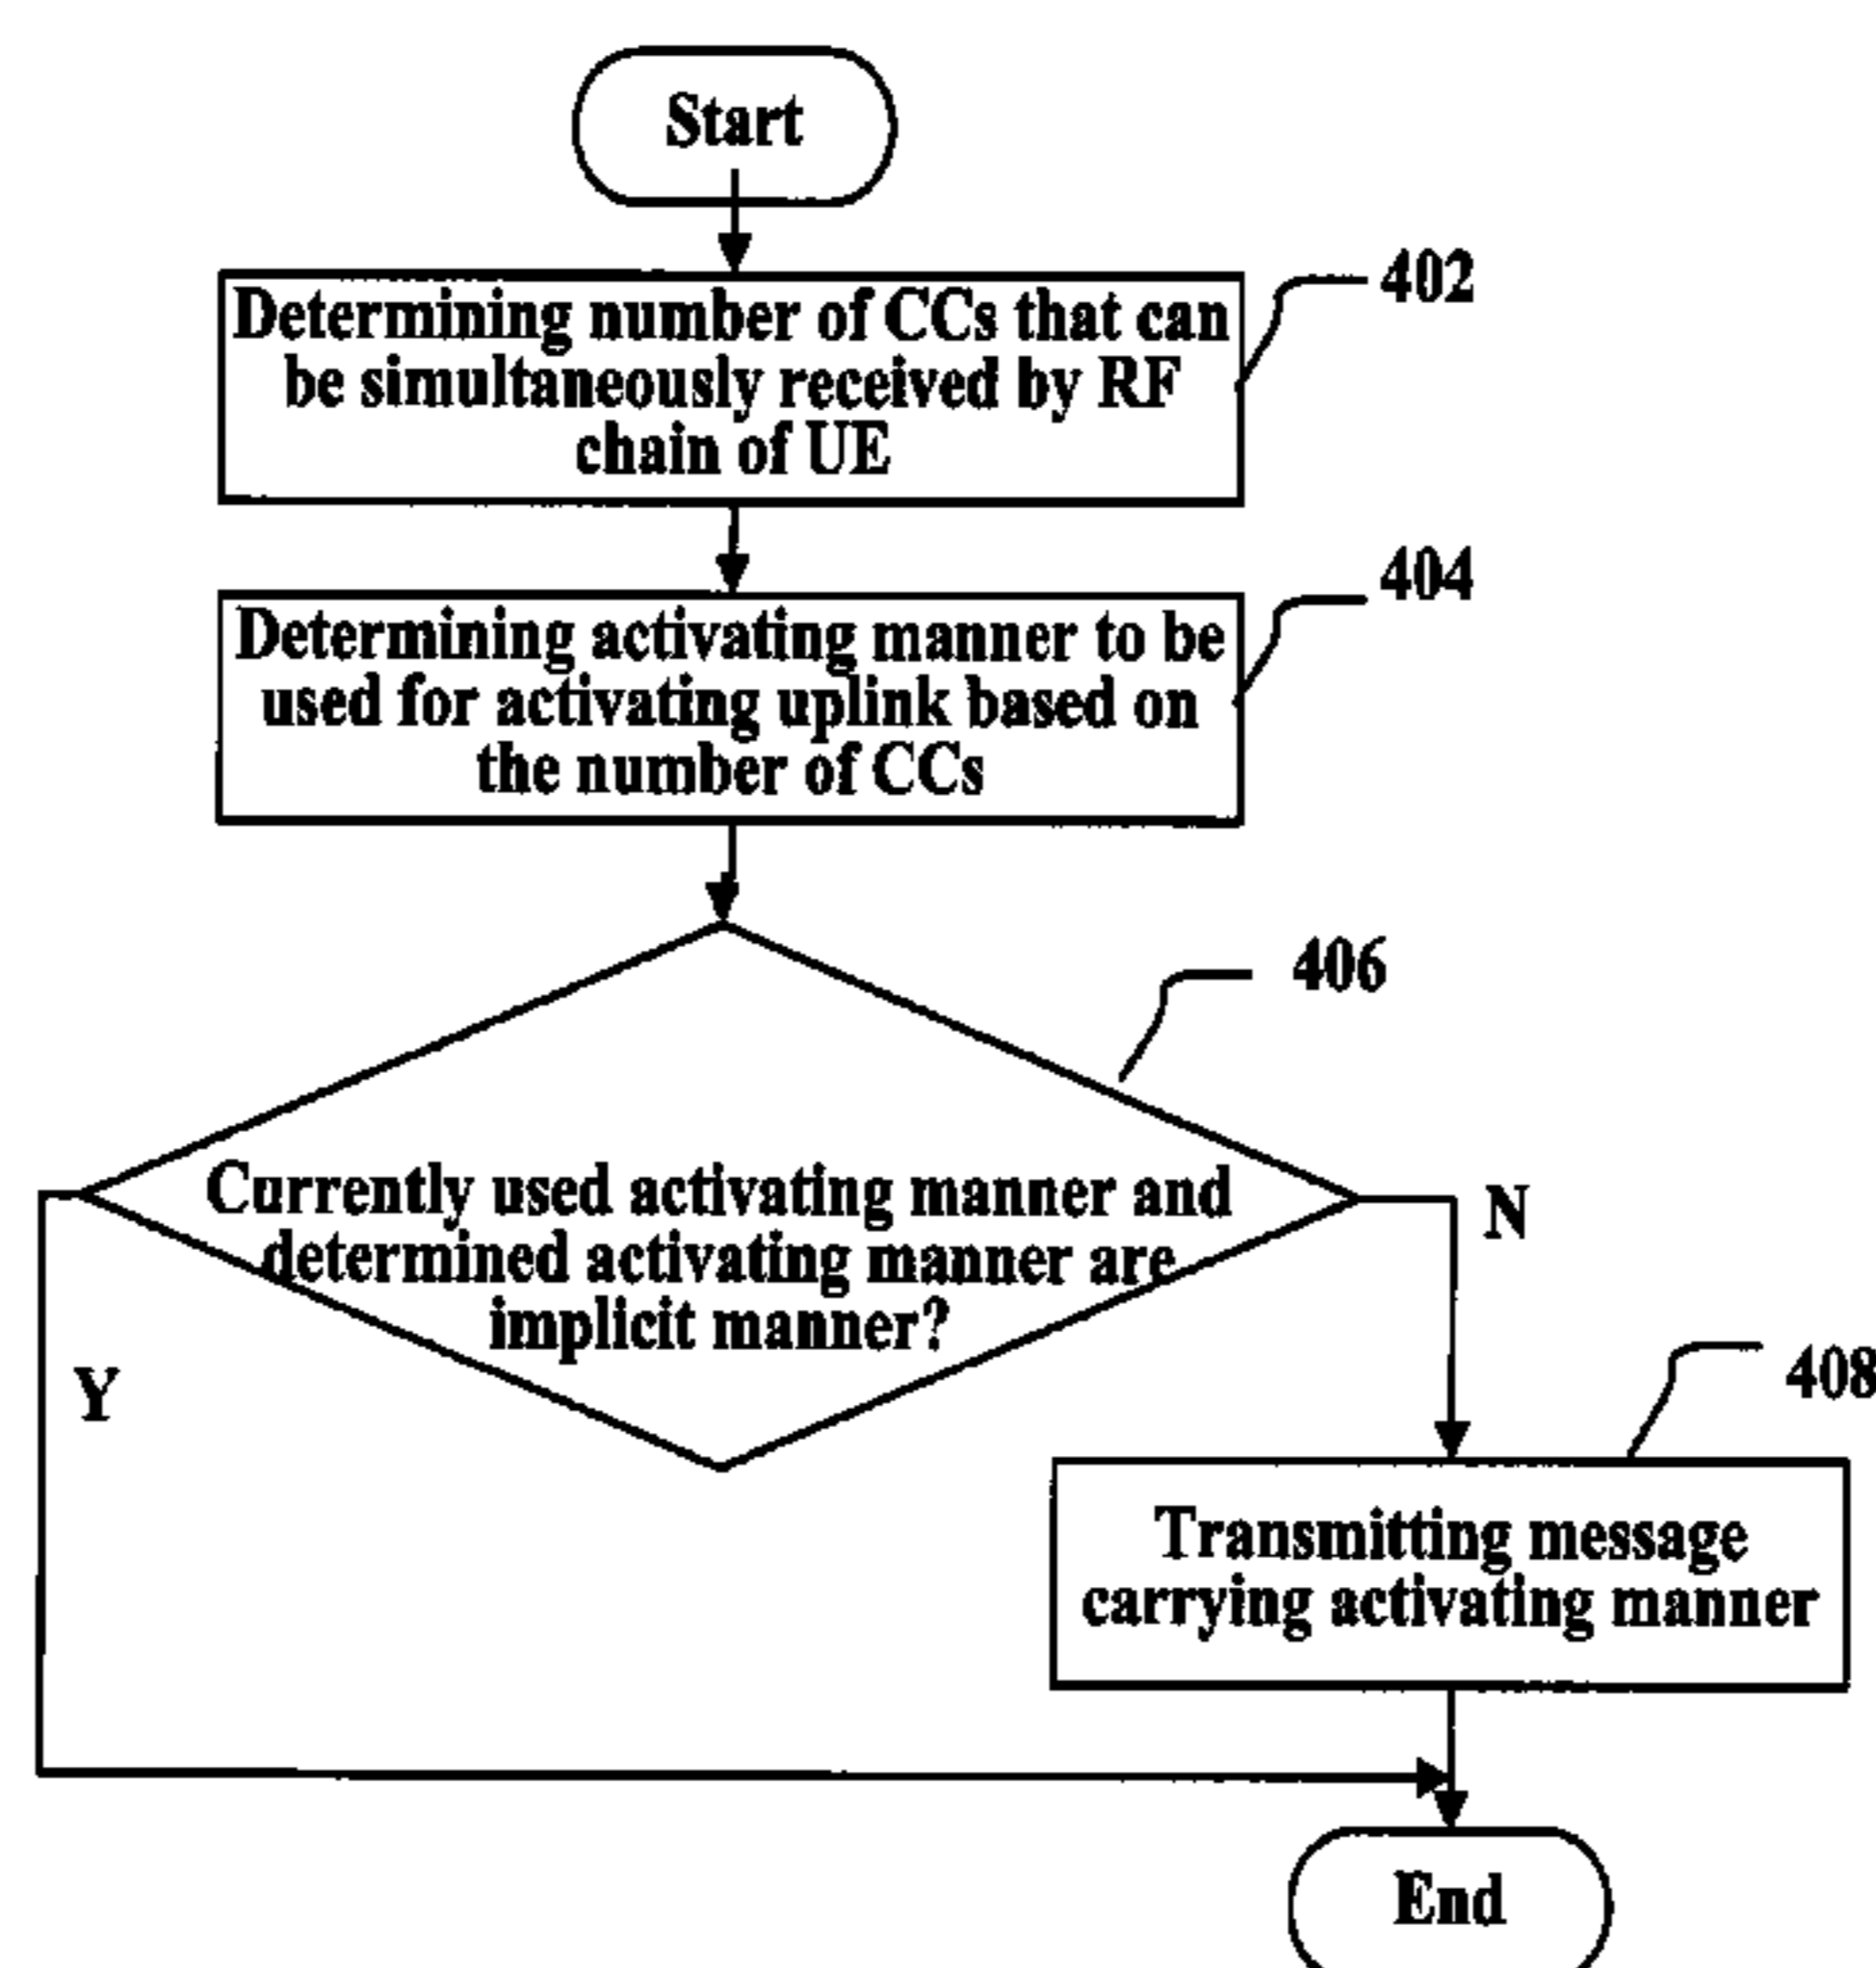 Start
Determining number of CCs that can
be simultaneously received by RF
chain of UE
402
Determining activating manner to be
used for activating uplink based on
the number of CCs
404
406
Currently used activating manner and
determined activating manner are
implicit manner?
N
Y
408
Transmitting message
carrying activating manner
End